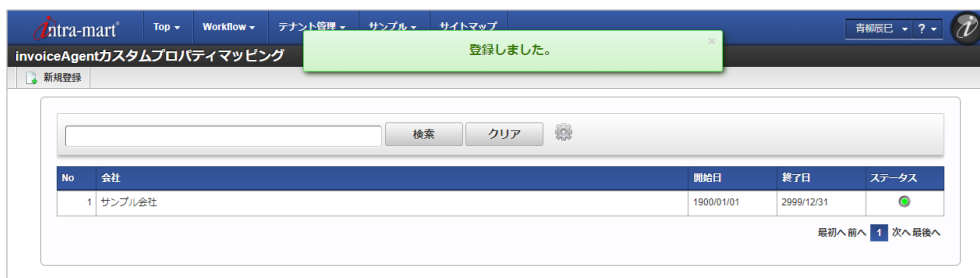 intra-mart® Top Workflow テナント管理 サンプル サイトマップ 青柳辰巳 ?
登録しました。 ×
invoiceAgentカスタムプロパティマッピング
新規登録
検索 クリア
No 会社 開始日 終了日 ステータス
1 サンプル会社 1900/01/01 2999/12/31
最初へ 前へ 1 次へ 最後へ